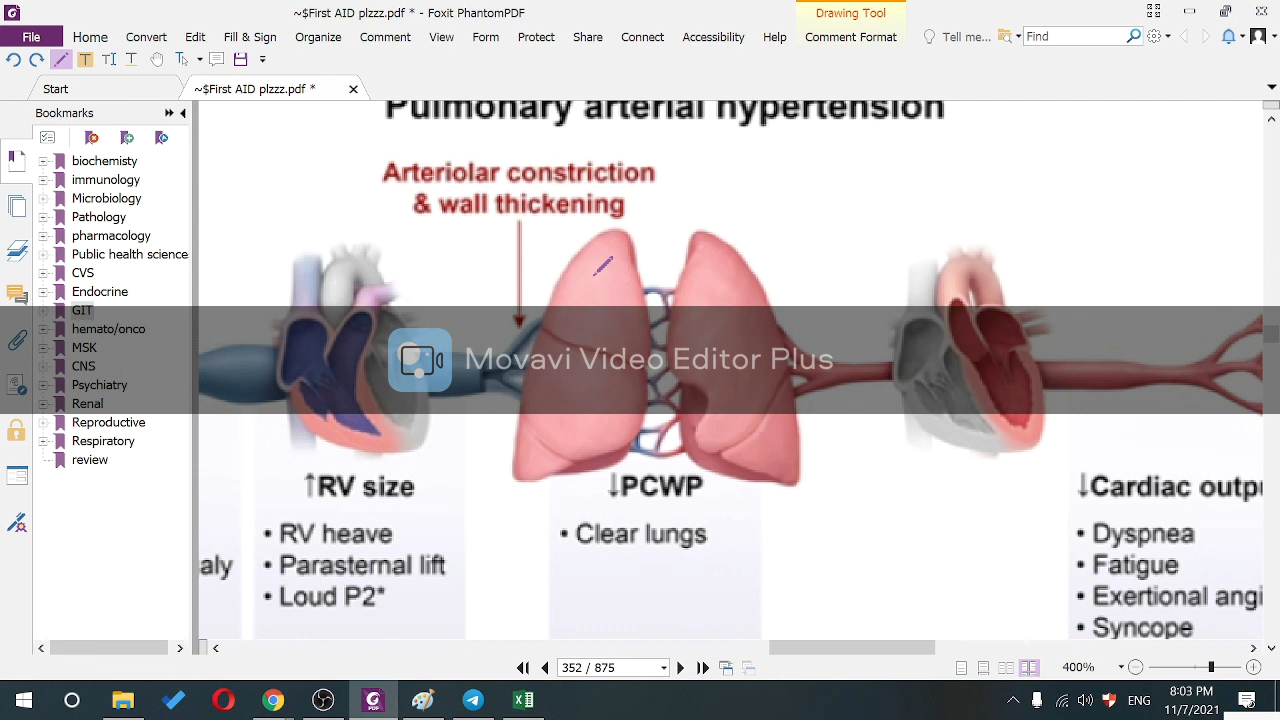 ~$First AID plzzz.pdf * - Foxit PhantomPDF
Drawing Tool
File Home Convert Edit Fill & Sign Organize Comment View Form Protect Share Connect Accessibility Help Comment Format Tell me... Find
Start ~$First AID plzzz.pdf *
Bookmarks
biochemisty
immunology
Microbiology
Pathology
pharmacology
Public health science
CVS
Endocrine
GIT
hemato/onco
MSK
CNS
Psychiatry
Renal
Reproductive
Respiratory
review
Pulmonary arterial hypertension
Arteriolar constriction
& wall thickening
Movavi Video Editor Plus
aly
↑RV size
• RV heave
• Parasternal lift
• Loud P2*
↓PCWP
• Clear lungs
↓Cardiac outpu
• Dyspnea
• Fatigue
• Exertional angi
• Syncope
352 / 875
400%
ENG
8:03 PM
11/7/2021